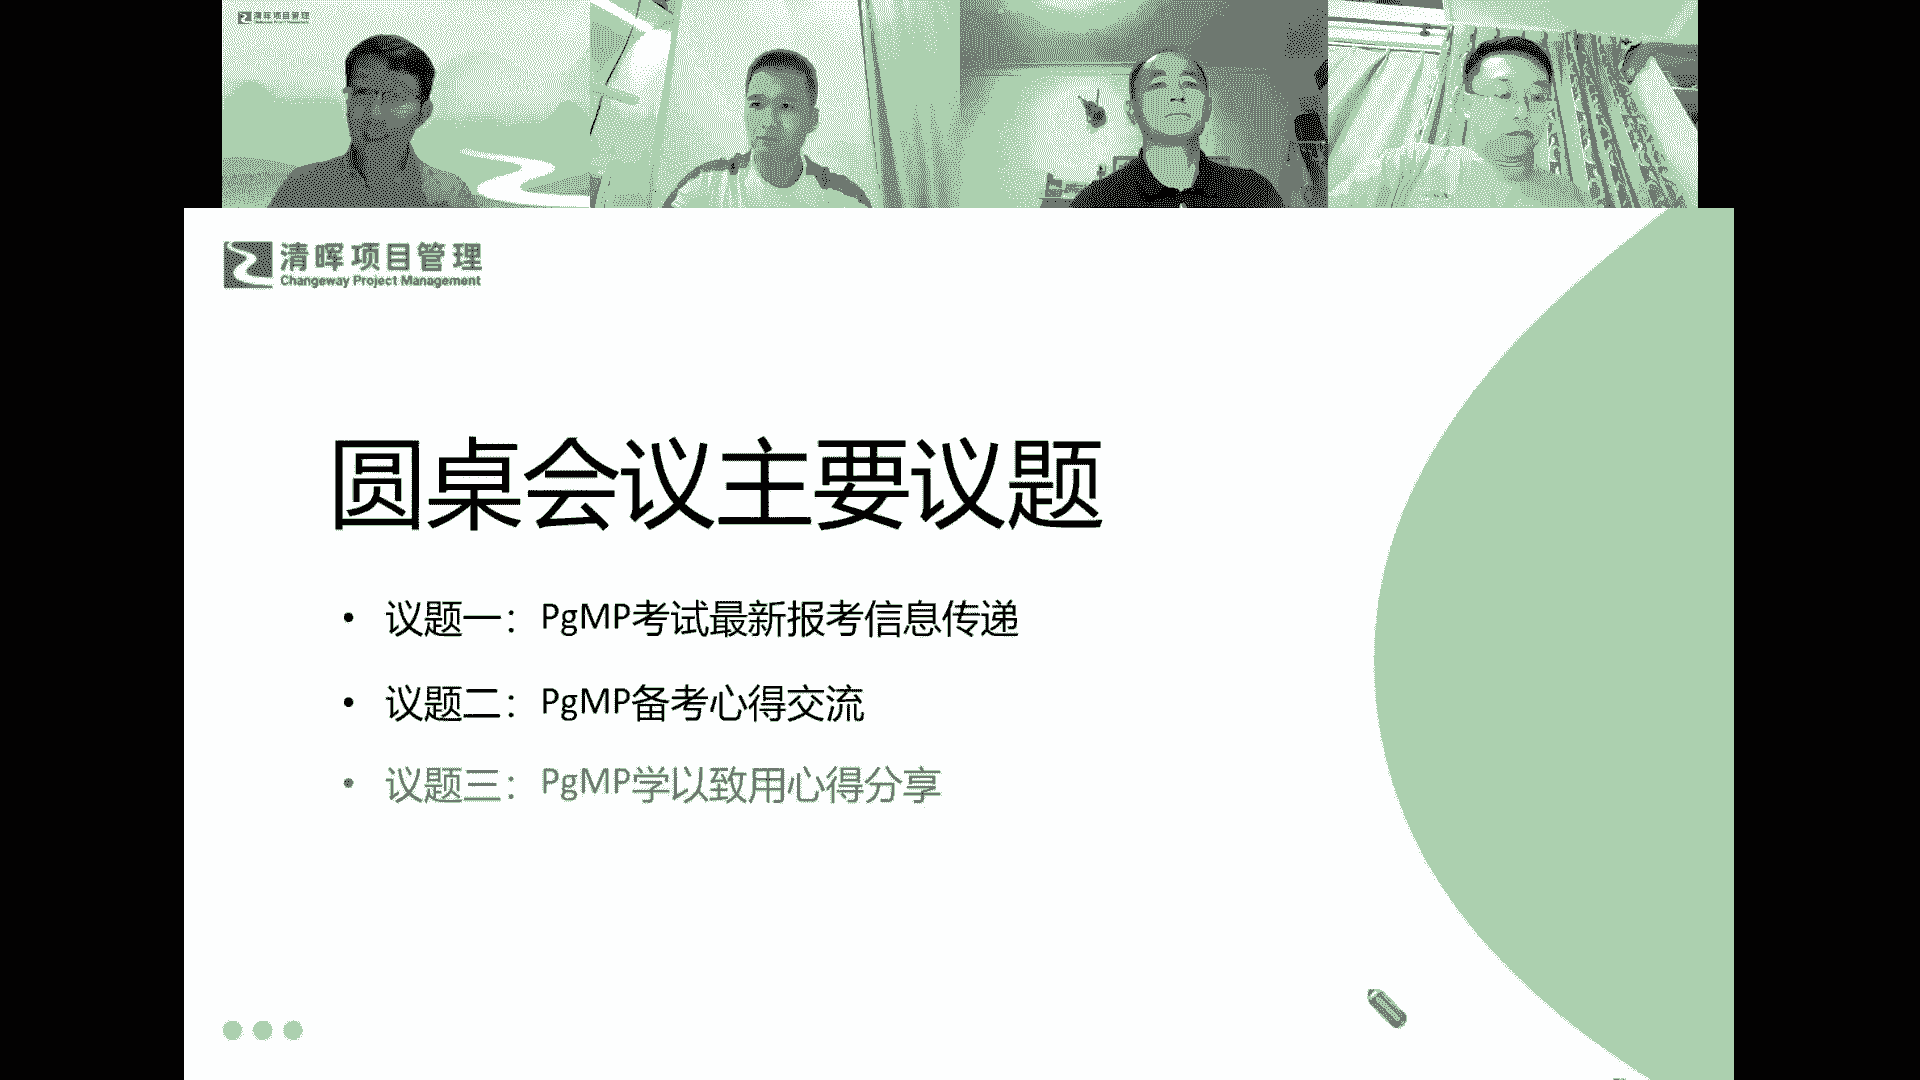 清晖项目管理
清晖项目管理
Changeway Project Management
圆桌会议主要议题
• 议题一：PgMP考试最新报考信息传递
• 议题二：PgMP备考心得交流
• 议题三：PgMP学以致用心得分享